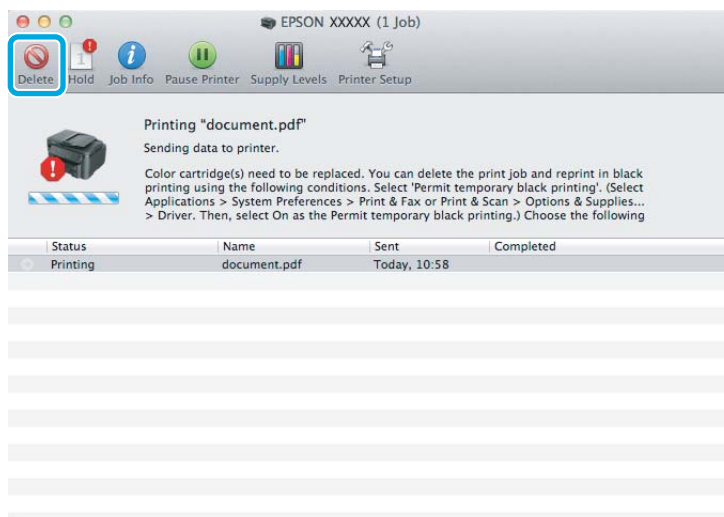 EPSON XXXXX (1 Job)
Delete Hold Job Info Pause Printer Supply Levels Printer Setup
Printing "document.pdf"
Sending data to printer.
Color cartridge(s) need to be replaced. You can delete the print job and reprint in black
printing using the following conditions. Select 'Permit temporary black printing'. (Select
Applications > System Preferences > Print & Fax or Print & Scan > Options & Supplies...
> Driver. Then, select On as the Permit temporary black printing.) Choose the following
Status Name Sent Completed
Printing document.pdf Today, 10:58